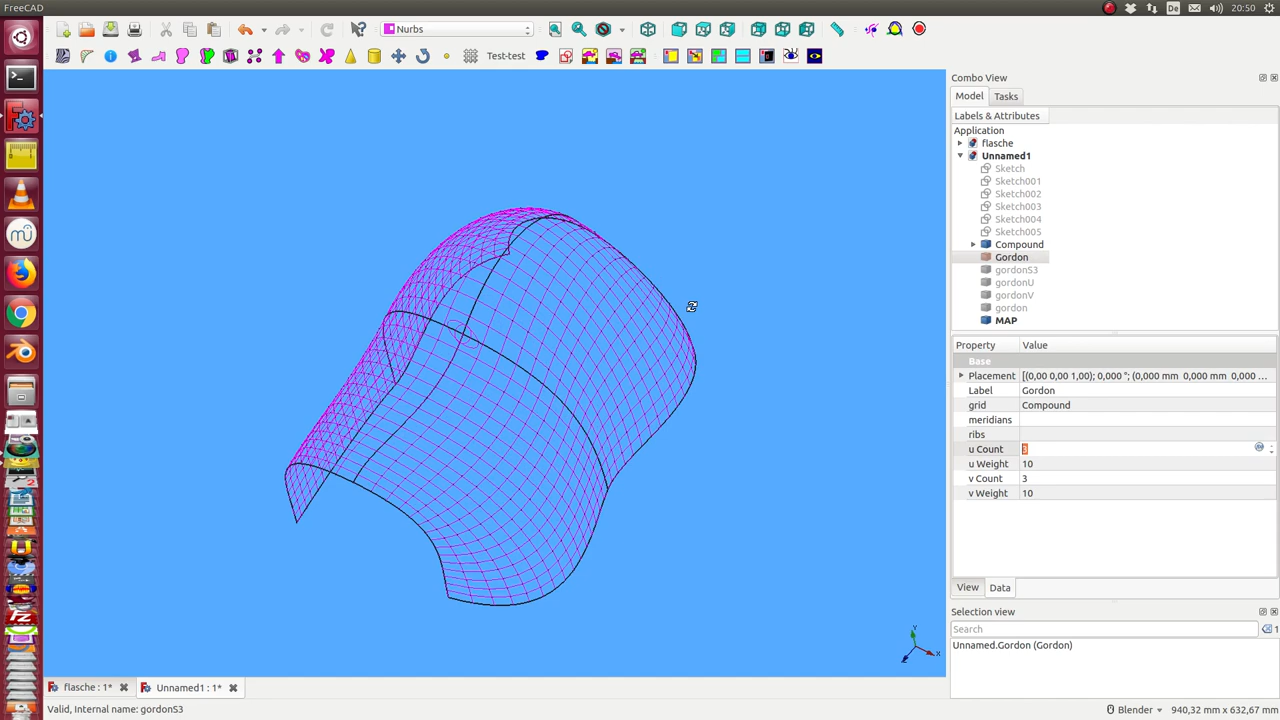 FreeCAD
De
20:50
Nurbs
Test-test
Combo View
Model
Tasks
Labels & Attributes
Application
flasche
Unnamed1
Sketch
Sketch001
Sketch002
Sketch003
Sketch004
Sketch005
Compound
Gordon
gordonS3
gordonU
gordonV
gordon
MAP
Property Value
Base
Placement [(0,00 0,00 1,00); 0,000 °; (0,000 mm 0,000 mm 0,000 ...
Label Gordon
grid Compound
meridians
ribs
u Count 3
u Weight 10
v Count 3
v Weight 10
View
Data
Selection view
Search
1
Unnamed.Gordon (Gordon)
Y
X
flasche : 1*
Unnamed1 : 1*
Valid, Internal name: gordonS3
Blender
940,32 mm x 632,67 mm